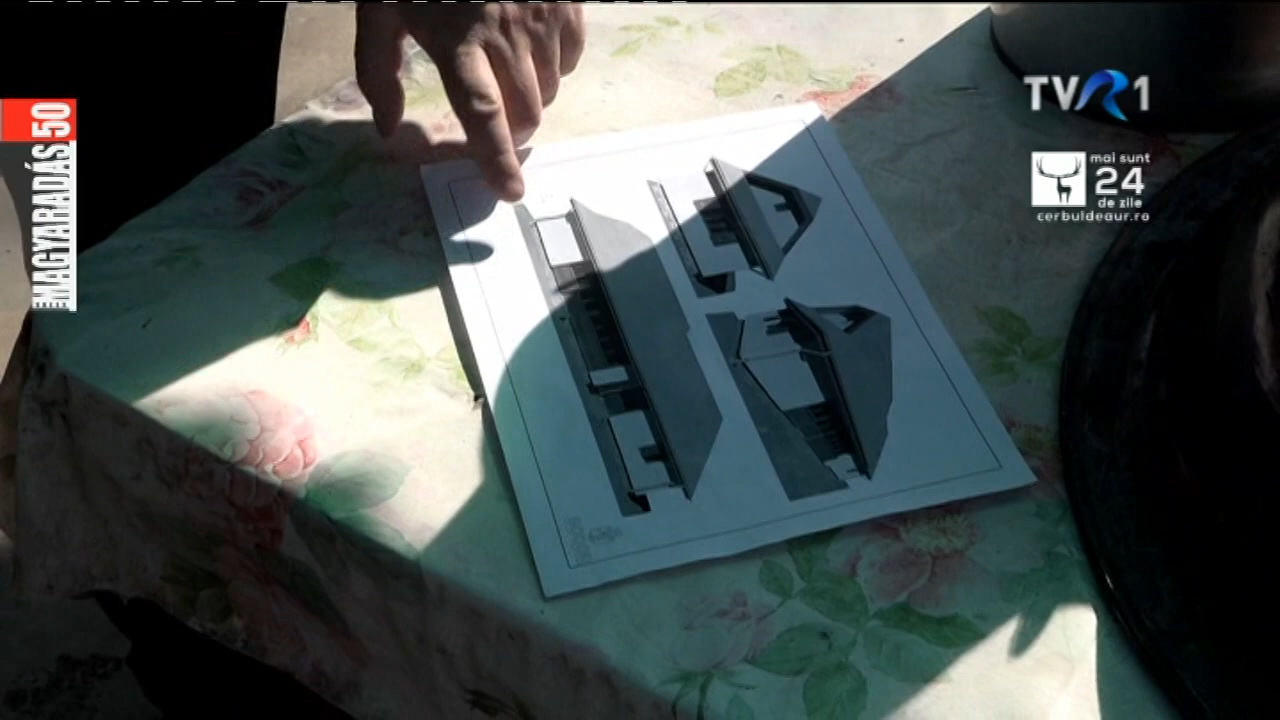 MAGYARADÁS 50
TVR1
mai sunt
24
de zile
cerbuldeaur.ro